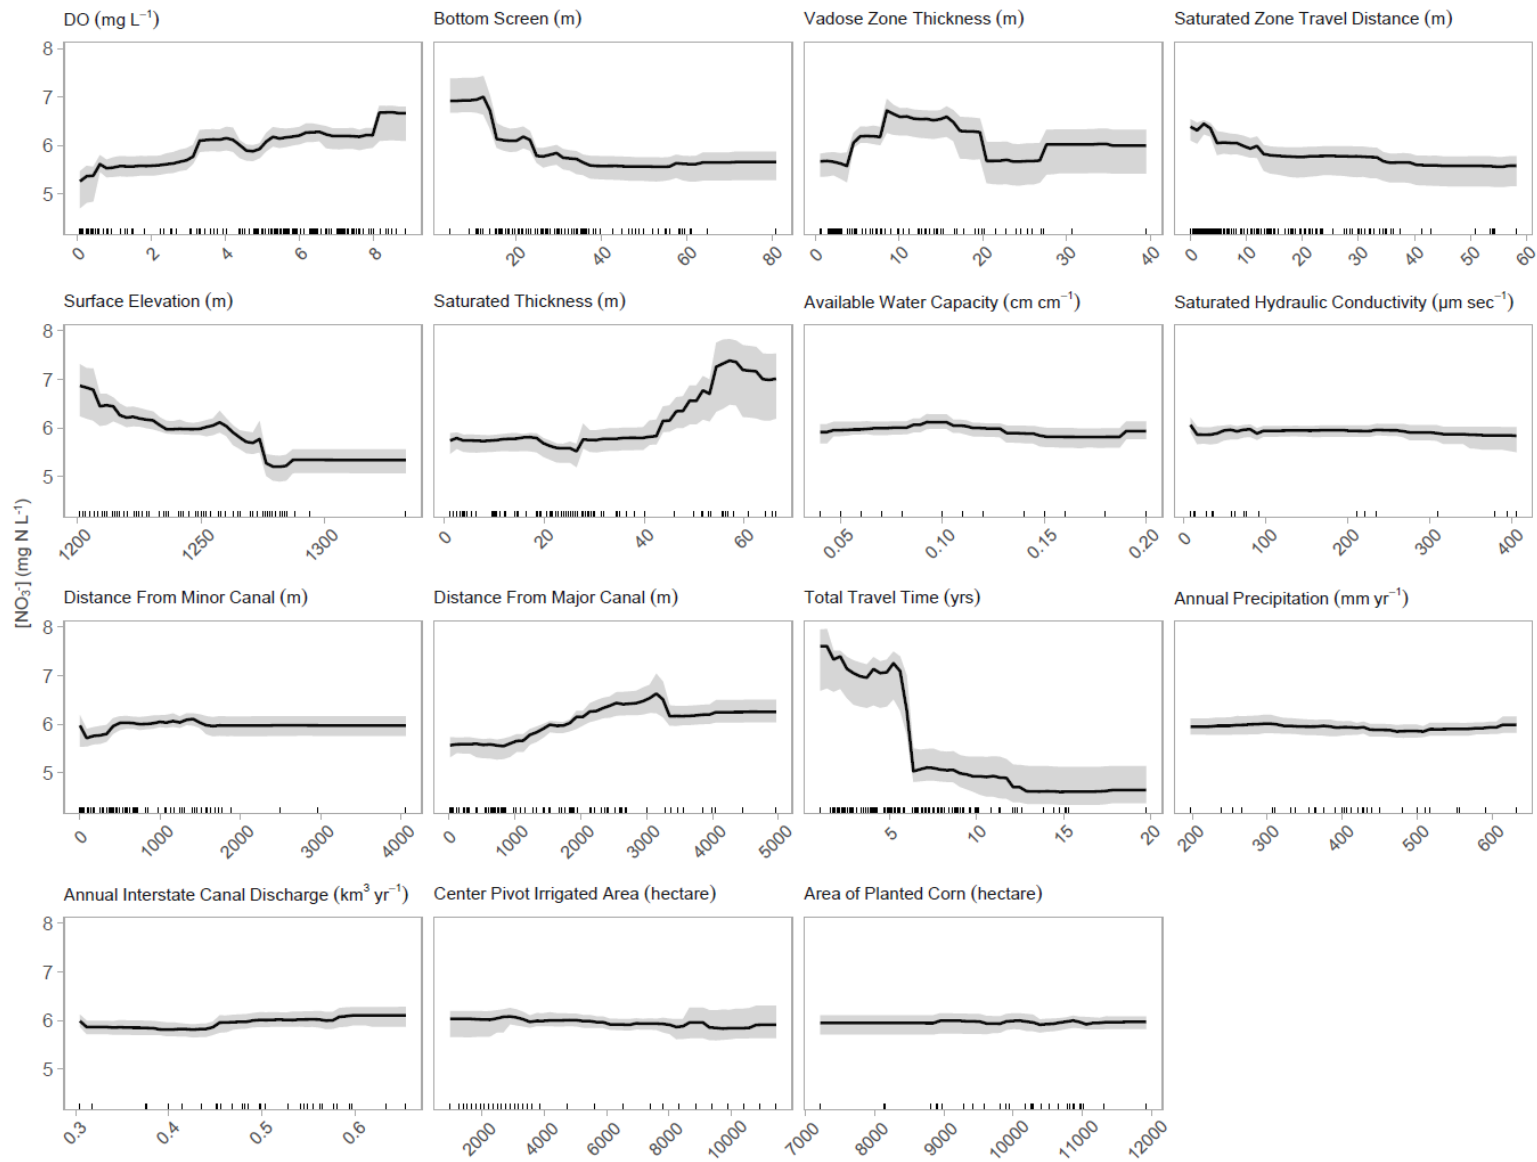 DO (mg L⁻¹) Bottom Screen (m) Vadose Zone Thickness (m) Saturated Zone Travel Distance (m)
8
7
6
5
0 2 4 6 8 20 40 60 80 0 10 20 30 40 0 10 20 30 40 50 60
Surface Elevation (m) Saturated Thickness (m) Available Water Capacity (cm cm⁻¹) Saturated Hydraulic Conductivity (µm sec⁻¹)
8
7
6
5
1200 1250 1300 0 20 40 60 0.05 0.10 0.15 0.20 0 100 200 300 400
[NO₃⁻] (mg N L⁻¹)
Distance From Minor Canal (m) Distance From Major Canal (m) Total Travel Time (yrs) Annual Precipitation (mm yr⁻¹)
8
7
6
5
0 1000 2000 3000 4000 0 1000 2000 3000 4000 5000 5 10 15 20 200 300 400 500 600
Annual Interstate Canal Discharge (km³ yr⁻¹) Center Pivot Irrigated Area (hectare) Area of Planted Corn (hectare)
8
7
6
5
0.3 0.4 0.5 0.6 2000 4000 6000 8000 10000 7000 8000 9000 10000 11000 12000